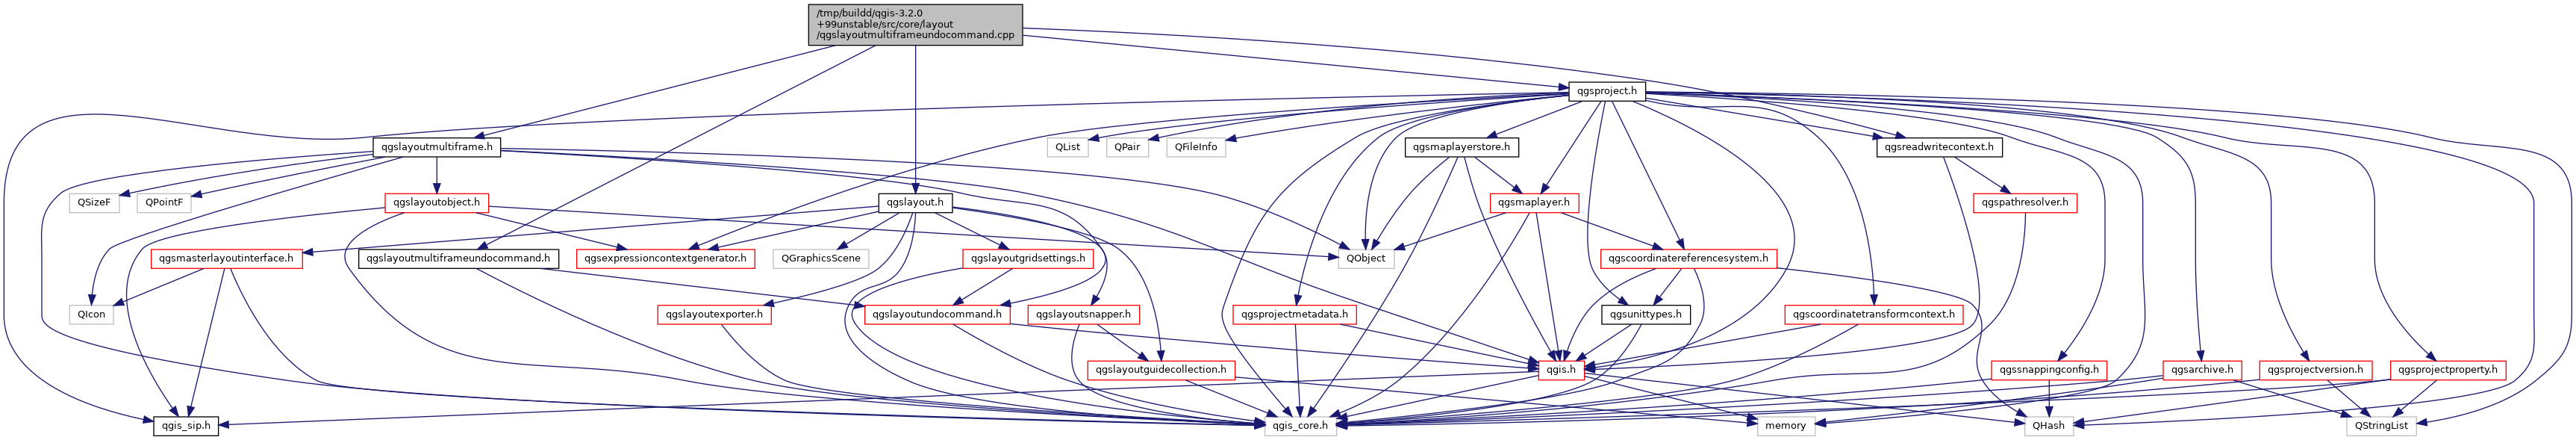 /tmp/buildd/qgis-3.2.0
+99unstable/src/core/layout
/qgslayoutmultiframeundocommand.cpp
qgsproject.h
qgslayoutmultiframe.h
QList
QPair
QFileInfo
qgsmaplayerstore.h
qgsreadwritecontext.h
QSizeF
QPointF
qgslayoutobject.h
qgslayout.h
qgsmaplayer.h
qgspathresolver.h
qgsmasterlayoutinterface.h
qgslayoutmultiframeundocommand.h
qgsexpressioncontextgenerator.h
QGraphicsScene
qgslayoutgridsettings.h
QObject
qgscoordinatereferencesystem.h
QIcon
qgslayoutexporter.h
qgslayoutundocommand.h
qgslayoutsnapper.h
qgsprojectmetadata.h
qgsunittypes.h
qgscoordinatetransformcontext.h
qgslayoutguidecollection.h
qgis.h
qgssnappingconfig.h
qgsarchive.h
qgsprojectversion.h
qgsprojectproperty.h
qgis_sip.h
qgis_core.h
memory
QHash
QStringList